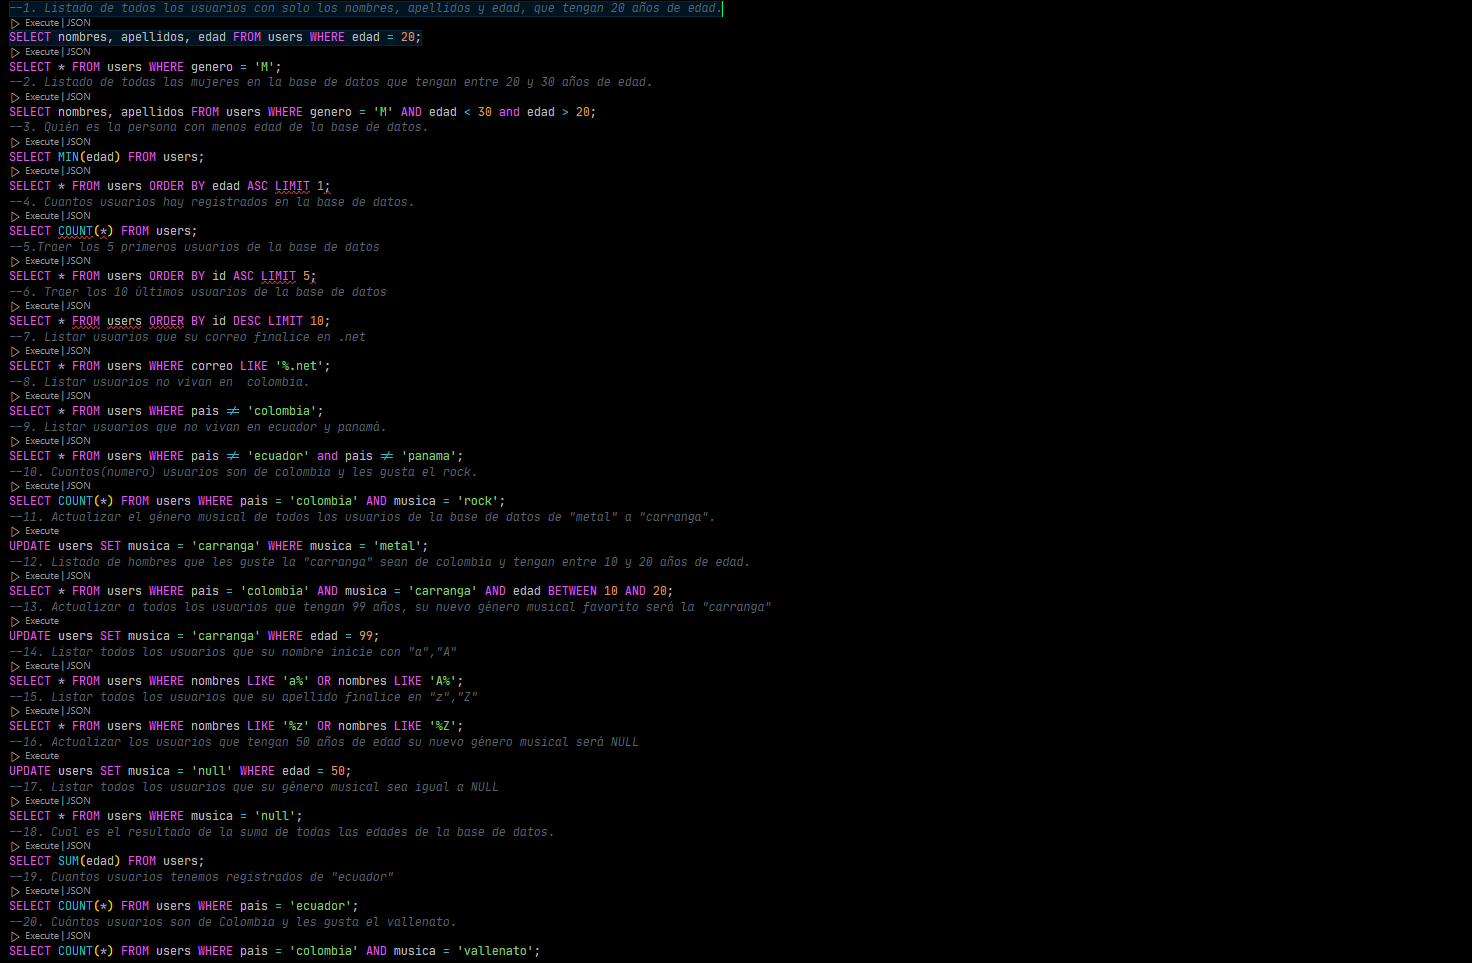 --1. Listado de todos los usuarios con solo los nombres, apellidos y edad, que tengan 20 años de edad.
Execute | JSON
SELECT nombres, apellidos, edad FROM users WHERE edad = 20;
Execute | JSON
SELECT * FROM users WHERE genero = 'M';
--2. Listado de todas las mujeres en la base de datos que tengan entre 20 y 30 años de edad.
Execute | JSON
SELECT nombres, apellidos FROM users WHERE genero = 'M' AND edad < 30 and edad > 20;
--3. Quién es la persona con menos edad de la base de datos.
Execute | JSON
SELECT MIN(edad) FROM users;
Execute | JSON
SELECT * FROM users ORDER BY edad ASC LIMIT 1;
--4. Cuantos usuarios hay registrados en la base de datos.
Execute | JSON
SELECT COUNT(*) FROM users;
--5.Traer los 5 primeros usuarios de la base de datos
Execute | JSON
SELECT * FROM users ORDER BY id ASC LIMIT 5;
--6. Traer los 10 últimos usuarios de la base de datos
Execute | JSON
SELECT * FROM users ORDER BY id DESC LIMIT 10;
--7. Listar usuarios que su correo finalice en .net
Execute | JSON
SELECT * FROM users WHERE correo LIKE '%.net';
--8. Listar usuarios no vivan en  colombia.
Execute | JSON
SELECT * FROM users WHERE pais != 'colombia';
--9. Listar usuarios que no vivan en ecuador y panamá.
Execute | JSON
SELECT * FROM users WHERE pais != 'ecuador' and pais != 'panama';
--10. Cuantos(numero) usuarios son de colombia y les gusta el rock.
Execute | JSON
SELECT COUNT(*) FROM users WHERE pais = 'colombia' AND musica = 'rock';
--11. Actualizar el género musical de todos los usuarios de la base de datos de "metal" a "carranga".
Execute
UPDATE users SET musica = 'carranga' WHERE musica = 'metal';
--12. Listado de hombres que les guste la "carranga" sean de colombia y tengan entre 10 y 20 años de edad.
Execute | JSON
SELECT * FROM users WHERE pais = 'colombia' AND musica = 'carranga' AND edad BETWEEN 10 AND 20;
--13. Actualizar a todos los usuarios que tengan 99 años, su nuevo género musical favorito será la "carranga"
Execute
UPDATE users SET musica = 'carranga' WHERE edad = 99;
--14. Listar todos los usuarios que su nombre inicie con "a","A"
Execute | JSON
SELECT * FROM users WHERE nombres LIKE 'a%' OR nombres LIKE 'A%';
--15. Listar todos los usuarios que su apellido finalice en "z","Z"
Execute | JSON
SELECT * FROM users WHERE nombres LIKE '%z' OR nombres LIKE '%Z';
--16. Actualizar los usuarios que tengan 50 años de edad su nuevo género musical será NULL
Execute
UPDATE users SET musica = 'null' WHERE edad = 50;
--17. Listar todos los usuarios que su género musical sea igual a NULL
Execute | JSON
SELECT * FROM users WHERE musica = 'null';
--18. Cual es el resultado de la suma de todas las edades de la base de datos.
Execute | JSON
SELECT SUM(edad) FROM users;
--19. Cuantos usuarios tenemos registrados de "ecuador"
Execute | JSON
SELECT COUNT(*) FROM users WHERE pais = 'ecuador';
--20. Cuántos usuarios son de Colombia y les gusta el vallenato.
Execute | JSON
SELECT COUNT(*) FROM users WHERE pais = 'colombia' AND musica = 'vallenato';